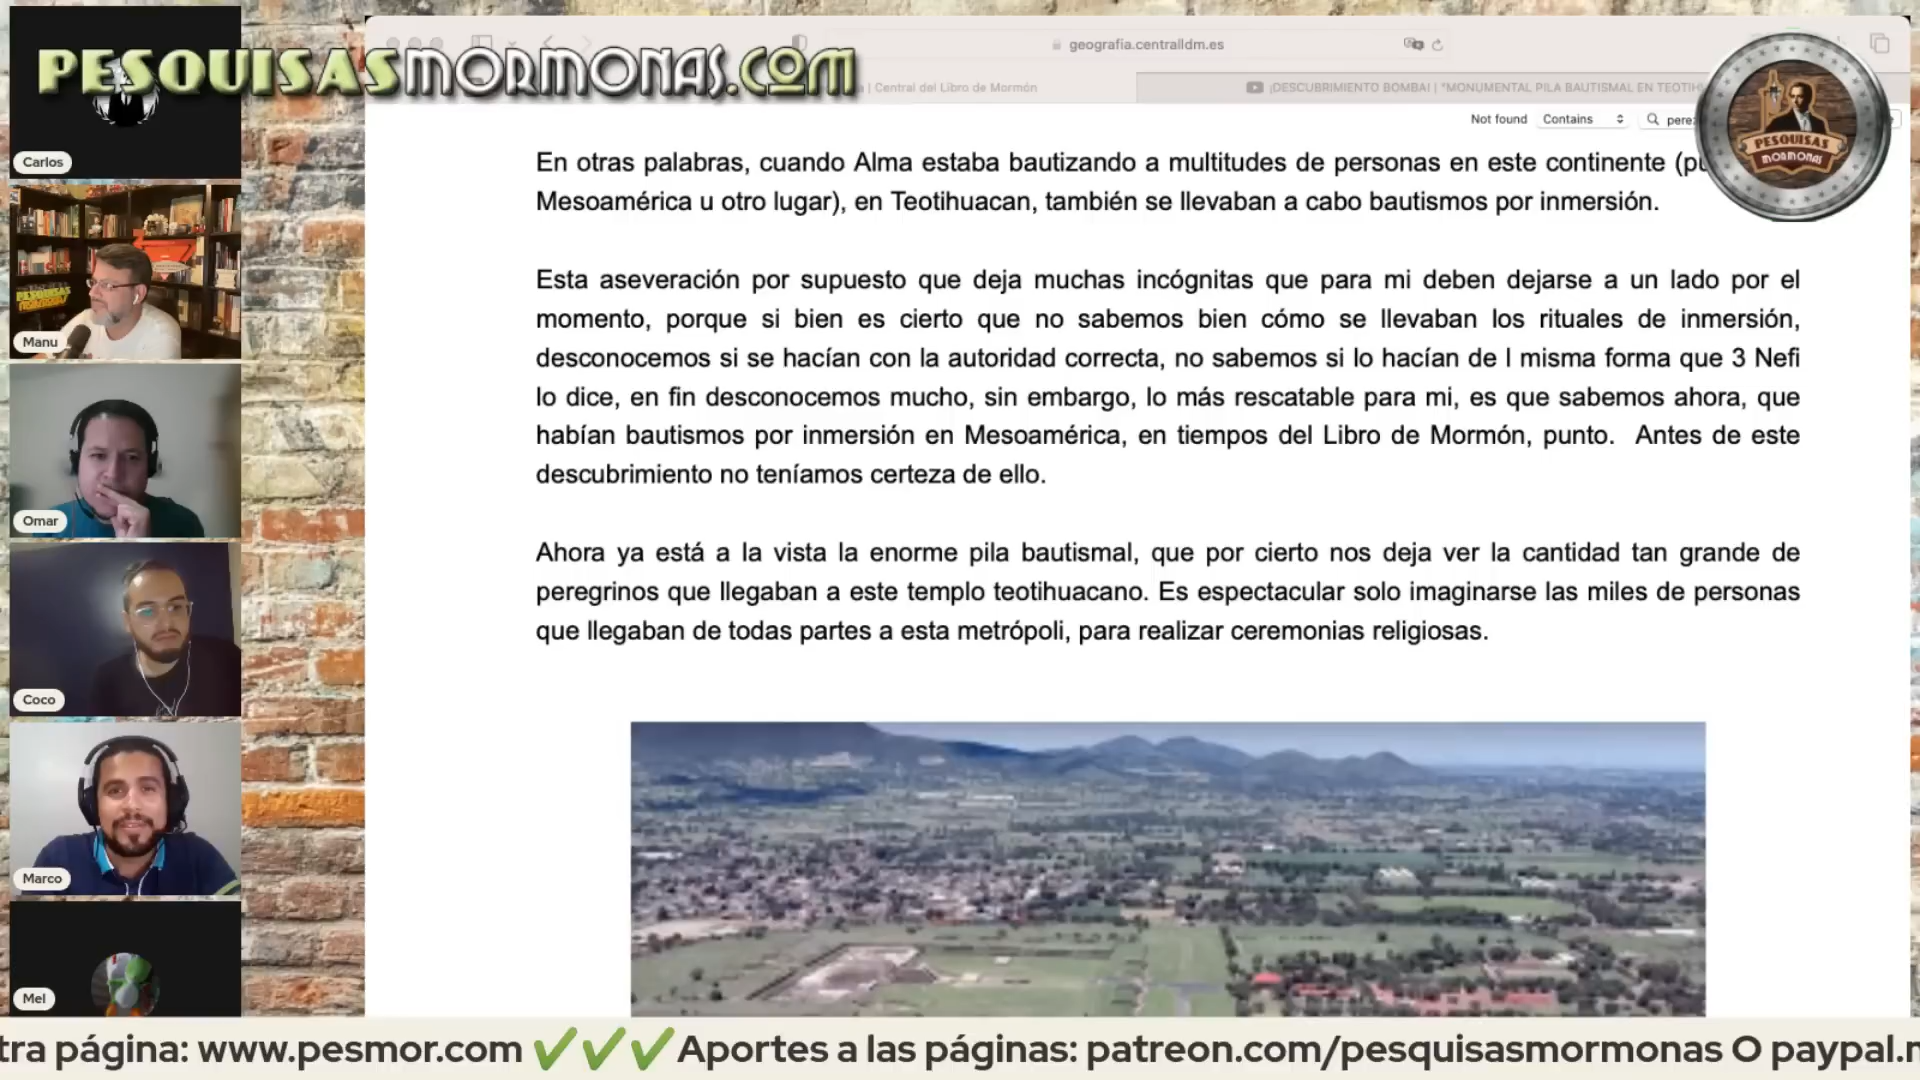 PESQUISASMORMONAS.COM
geografia.centralldm.es
| Central del Libro de Mormón
¡DESCUBRIMIENTO BOMBA! | "MONUMENTAL PILA BAUTISMAL EN TEOTIH
Not found
Contains
PESQUISAS
MORMONAS
En otras palabras, cuando Alma estaba bautizando a multitudes de personas en este continente
Mesoamérica u otro lugar), en Teotihuacan, también se llevaban a cabo bautismos por inmersión.
Esta aseveración por supuesto que deja muchas incógnitas que para mi deben dejarse a un lado por el
momento, porque si bien es cierto que no sabemos bien cómo se llevaban los rituales de inmersión,
desconocemos si se hacían con la autoridad correcta, no sabemos si lo hacían de l misma forma que 3 Nefi
lo dice, en fin desconocemos mucho, sin embargo, lo más rescatable para mi, es que sabemos ahora, que
habían bautismos por inmersión en Mesoamérica, en tiempos del Libro de Mormón, punto. Antes de este
descubrimiento no teníamos certeza de ello.
Ahora ya está a la vista la enorme pila bautismal, que por cierto nos deja ver la cantidad tan grande de
peregrinos que llegaban a este templo teotihuacano. Es espectacular solo imaginarse las miles de personas
que llegaban de todas partes a esta metrópoli, para realizar ceremonias religiosas.
Carlos
Manu
Omar
Coco
Marco
Mel
tra página: www.pesmor.com ✓✓✓ Aportes a las páginas: patreon.com/pesquisasmormonas O paypal.m